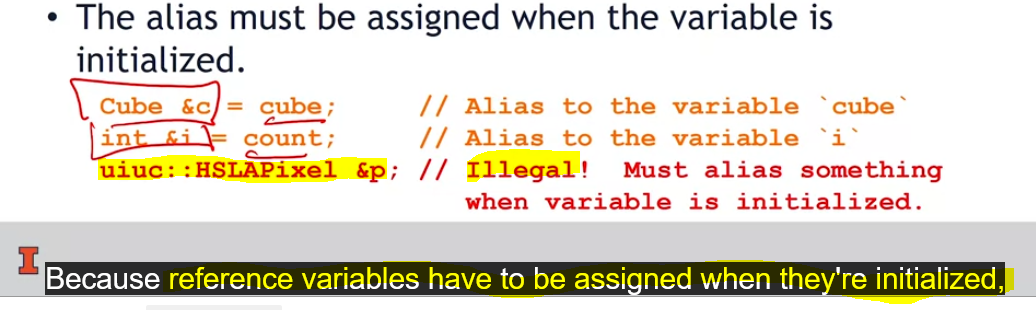 • The alias must be assigned when the variable is
initialized.
Cube &c = cube; // Alias to the variable `cube`
int &i = count; // Alias to the variable `i`
uiuc::HSLAPixel &p; // Illegal! Must alias something
when variable is initialized.
I
Because reference variables have to be assigned when they're initialized,